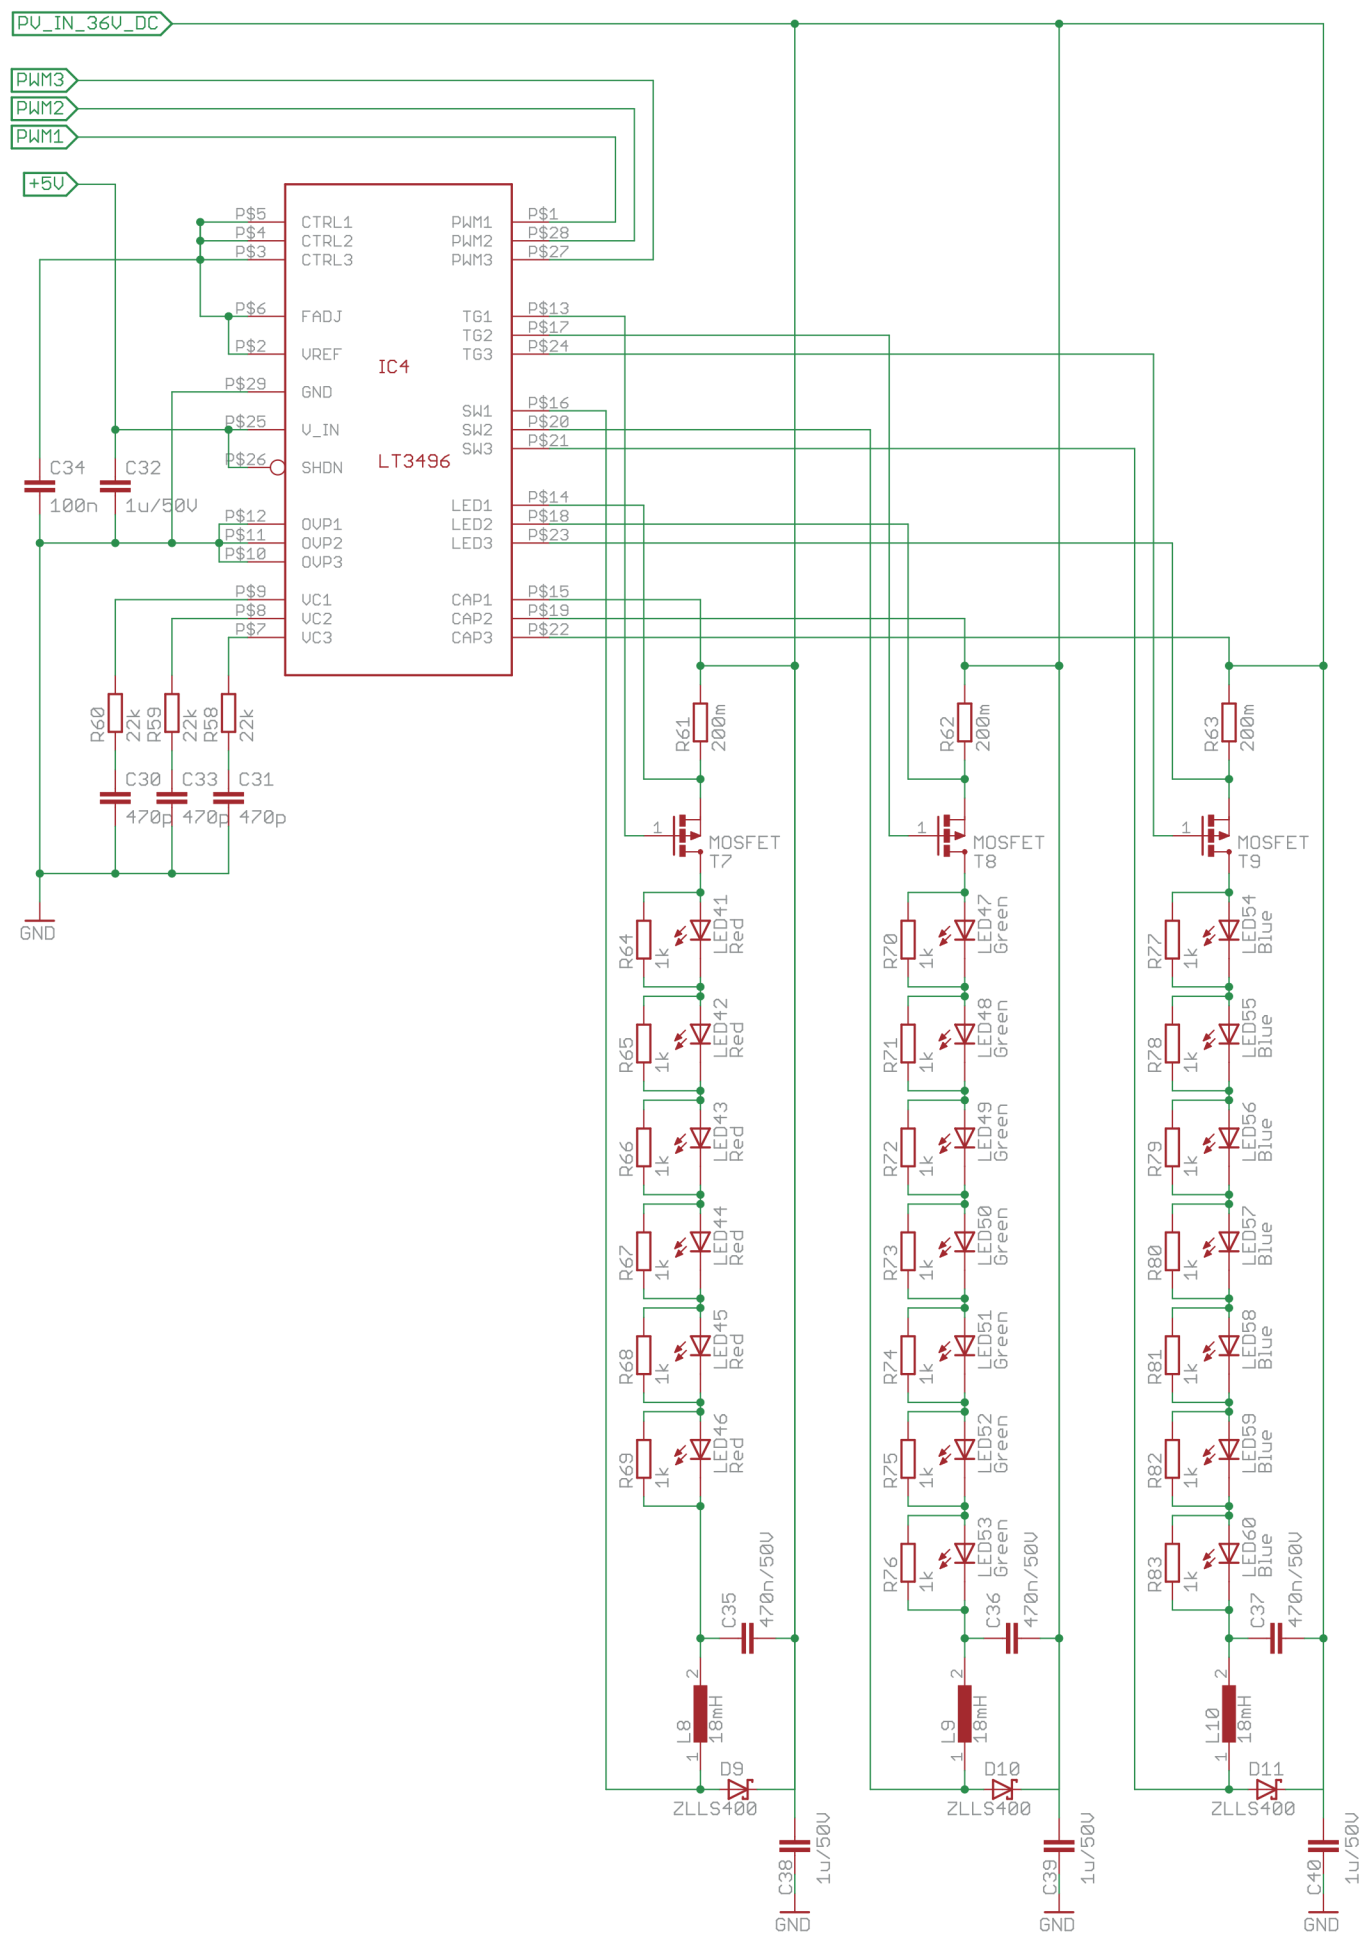 PV_IN_36V_DC
PWM3
PWM2
PWM1
+5V
P$5 CTRL1 PWM1 P$1
P$4 CTRL2 PWM2 P$28
P$3 CTRL3 PWM3 P$27
P$6 FADJ TG1 P$13
TG2 P$17
P$2 VREF TG3 P$24
IC4
P$29 GND
SW1 P$16
P$25 V_IN SW2 P$20
SW3 P$21
LT3496
P$26 SHDN
C34 100n
C32 1u/50V
LED1 P$14
P$12 OVP1 LED2 P$18
P$11 OVP2 LED3 P$23
P$10 OVP3
P$9 VC1 CAP1 P$15
P$8 VC2 CAP2 P$19
P$7 VC3 CAP3 P$22
R60 22k
R59 22k
R58 22k
C30 470p
C33 470p
C31 470p
GND
R61 200m
R62 200m
R63 200m
1 MOSFET T7
1 MOSFET T8
1 MOSFET T9
R64 1k LED41 Red
R70 1k LED47 Green
R77 1k LED54 Blue
R65 1k LED42 Red
R71 1k LED48 Green
R78 1k LED55 Blue
R66 1k LED43 Red
R72 1k LED49 Green
R79 1k LED56 Blue
R67 1k LED44 Red
R73 1k LED50 Green
R80 1k LED57 Blue
R68 1k LED45 Red
R74 1k LED51 Green
R81 1k LED58 Blue
R69 1k LED46 Red
R75 1k LED52 Green
R82 1k LED59 Blue
R76 1k LED53 Green
R83 1k LED60 Blue
C35 470n/50V
C36 470n/50V
C37 470n/50V
2 L8 18mH 1
2 L9 18mH 1
2 L10 18mH 1
D9 ZLLS400
D10 ZLLS400
D11 ZLLS400
C38 1u/50V
C39 1u/50V
C40 1u/50V
GND
GND
GND